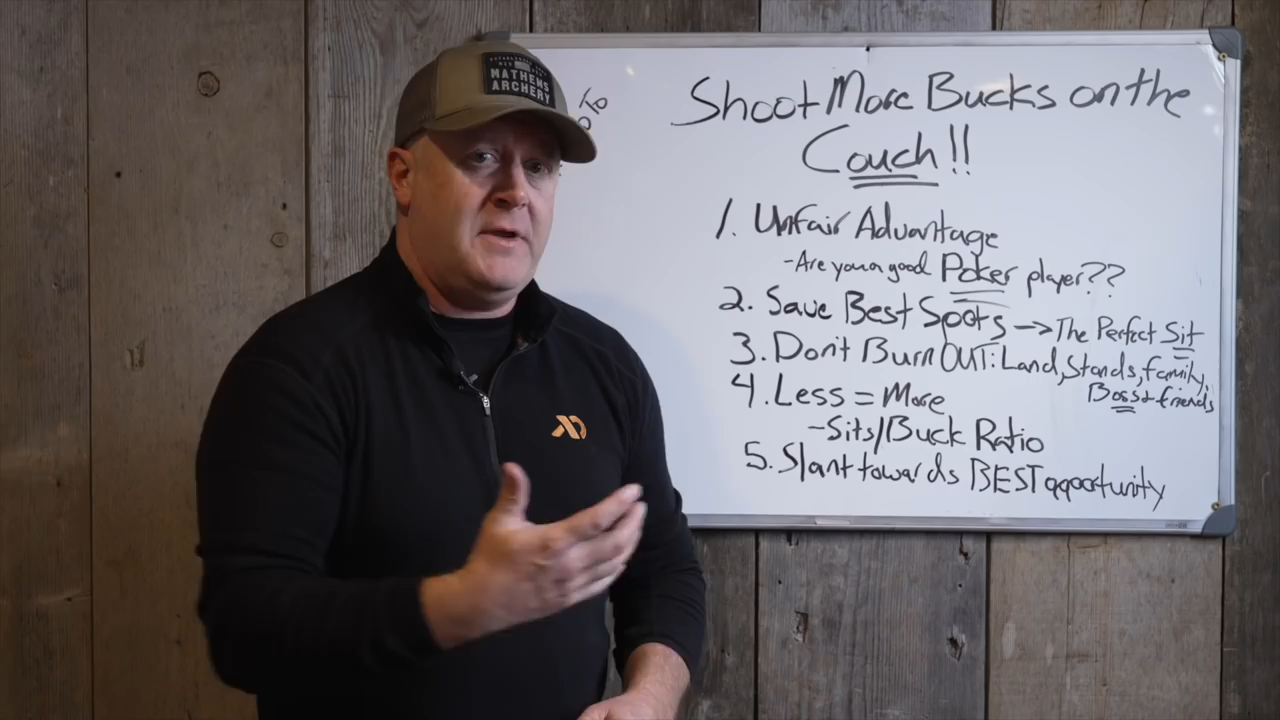 MATHEWS
ARCHERY
Shoot More Bucks on the
Couch!!
1. Unfair Advantage
-Are you a good Poker player??
2. Save Best Spots -> The Perfect Sit
3. Don't Burn OUT: Land, Stands, family,
Boss & friends
4. Less = More
-Sits/Buck Ratio
5. Slant towards BEST opportunity